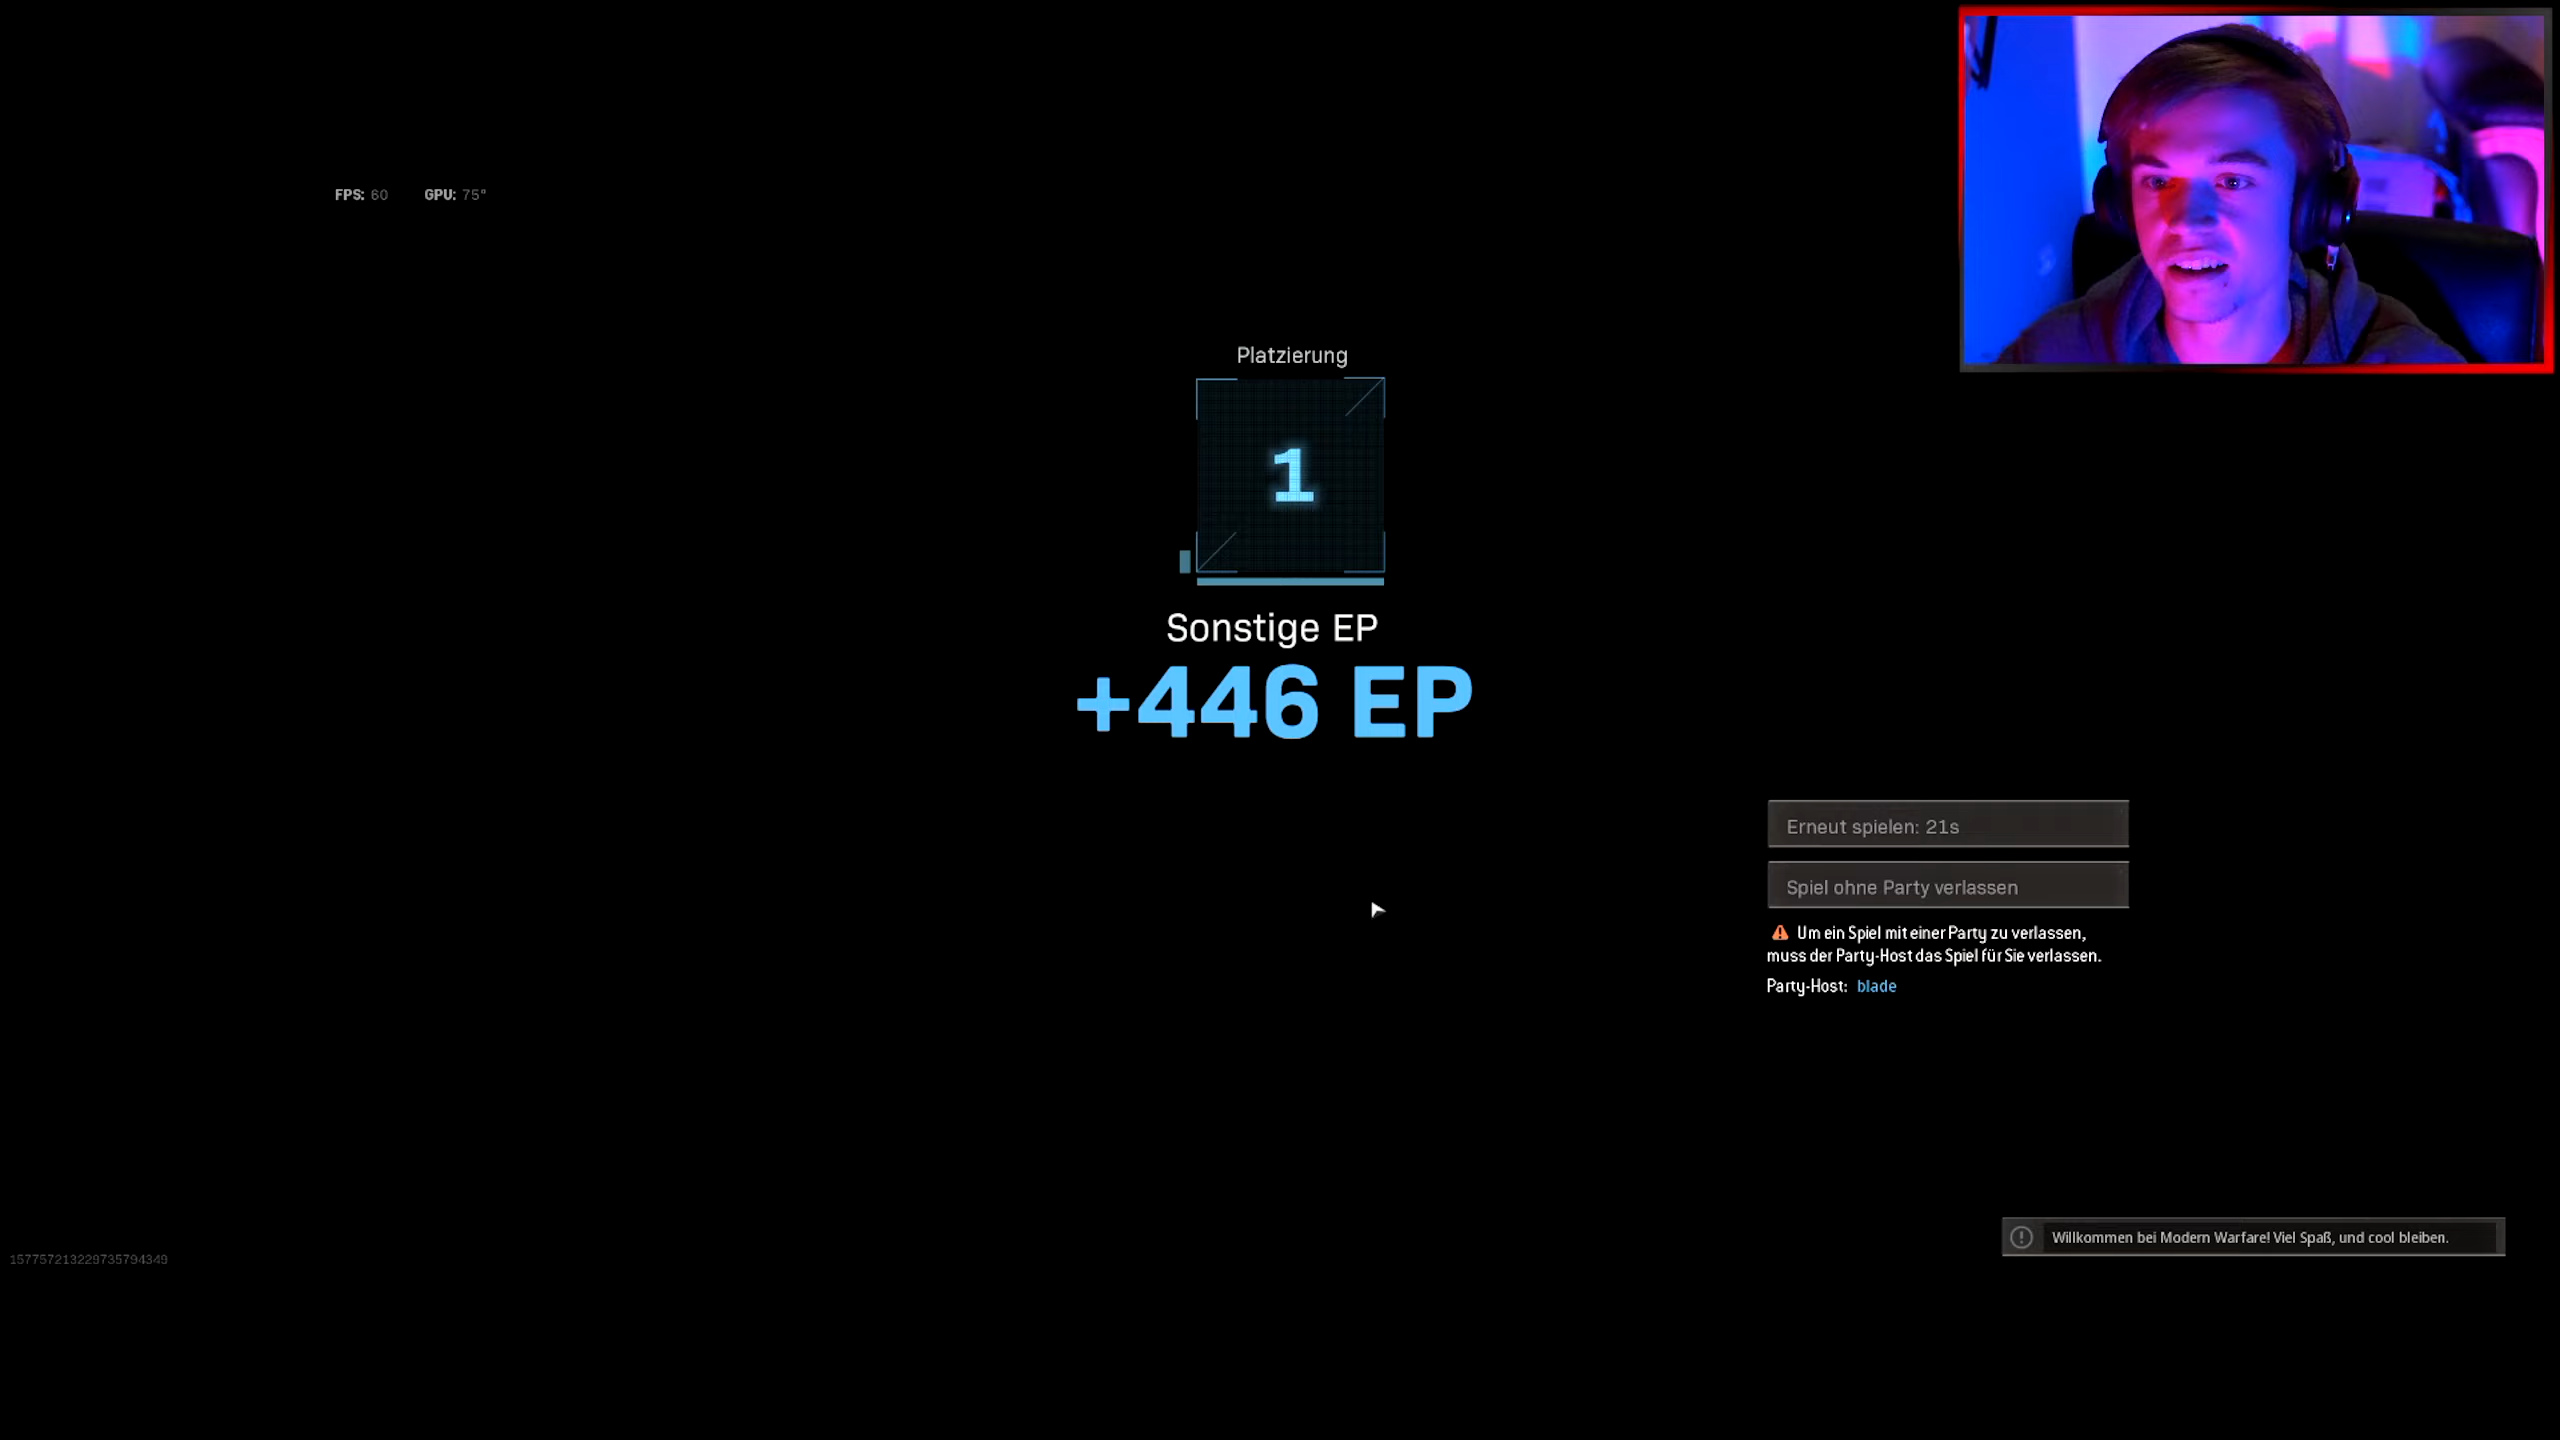 FPS: 60 GPU: 75°
Platzierung
1
Sonstige EP
+446 EP
Erneut spielen: 21s
Spiel ohne Party verlassen
Um ein Spiel mit einer Party zu verlassen,
muss der Party-Host das Spiel für Sie verlassen.
Party-Host: blade
Willkommen bei Modern Warfare! Viel Spaß, und cool bleiben.
157757213229735794349